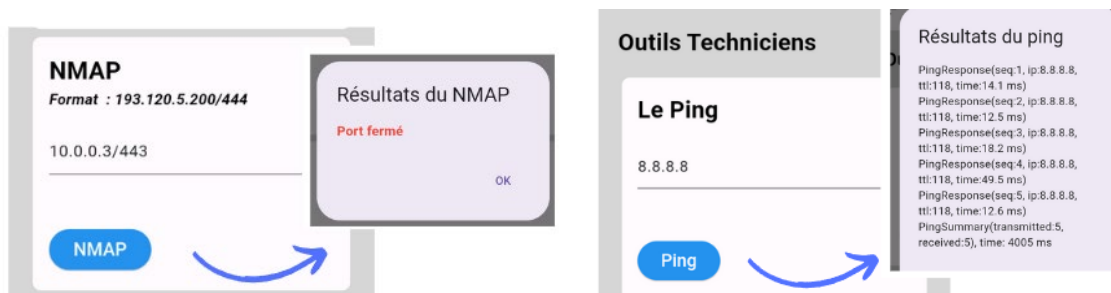 NMAP
Format : 193.120.5.200/444
10.0.0.3/443
NMAP
Résultats du NMAP
Port fermé
OK
Outils Techniciens
Le Ping
8.8.8.8
Ping
Résultats du ping
PingResponse(seq:1, ip:8.8.8.8,
ttl:118, time:14.1 ms)
PingResponse(seq:2, ip:8.8.8.8,
ttl:118, time:12.5 ms)
PingResponse(seq:3, ip:8.8.8.8,
ttl:118, time:18.2 ms)
PingResponse(seq:4, ip:8.8.8.8,
ttl:118, time:49.5 ms)
PingResponse(seq:5, ip:8.8.8.8,
ttl:118, time:12.6 ms)
PingSummary(transmitted:5,
received:5), time: 4005 ms